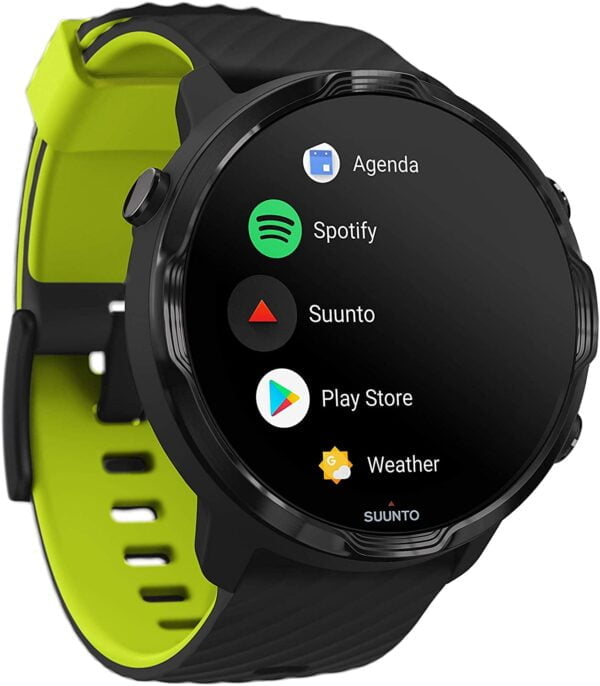 Agenda
Spotify
Suunto
Play Store
Weather
SUUNTO